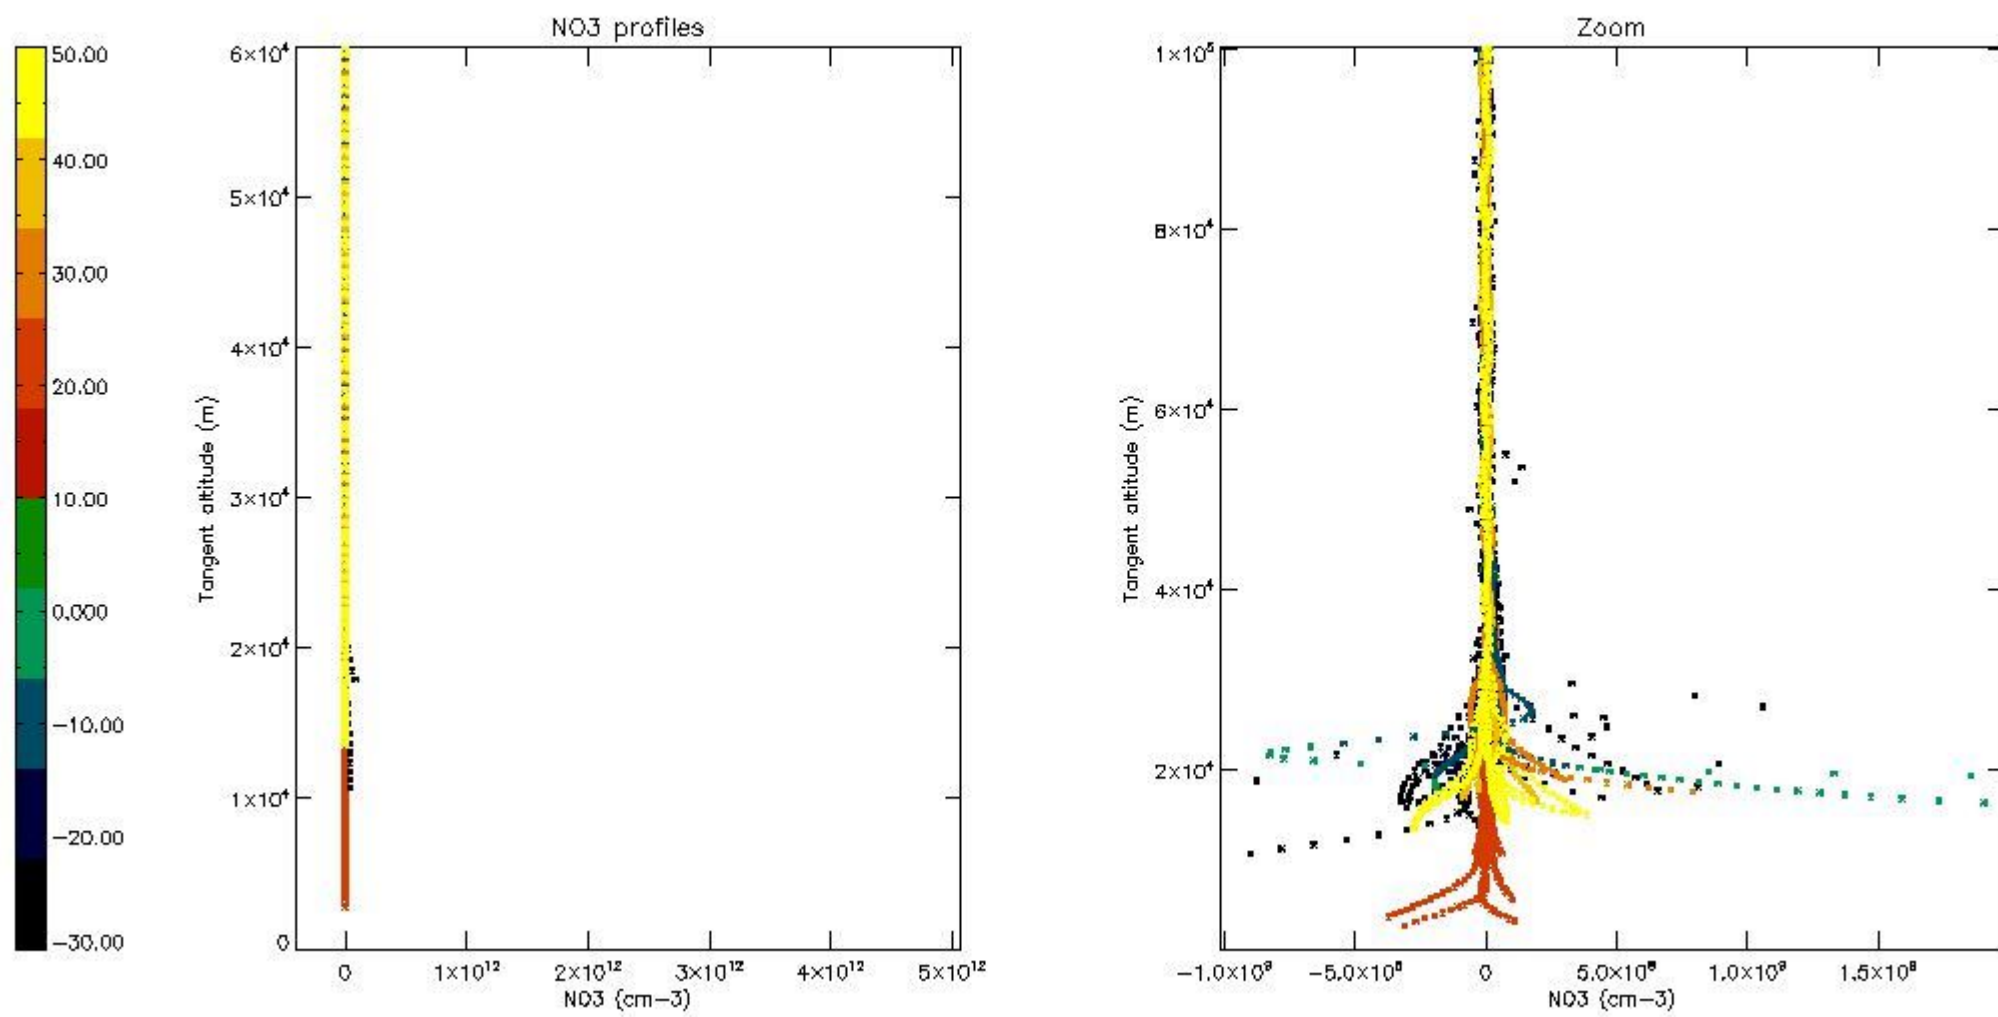 NO3 profiles
Zoom
50.00
40.00
30.00
20.00
10.00
0.000
−10.00
−20.00
−30.00
6×10⁴
5×10⁴
4×10⁴
3×10⁴
2×10⁴
1×10⁴
0
Tangent altitude (m)
0 1×10¹² 2×10¹² 3×10¹² 4×10¹² 5×10¹²
NO3 (cm−3)
1×10⁵
8×10⁴
6×10⁴
4×10⁴
2×10⁴
Tangent altitude (m)
−1.0×10⁹ −5.0×10⁸ 0 5.0×10⁸ 1.0×10⁹ 1.5×10⁹
NO3 (cm−3)